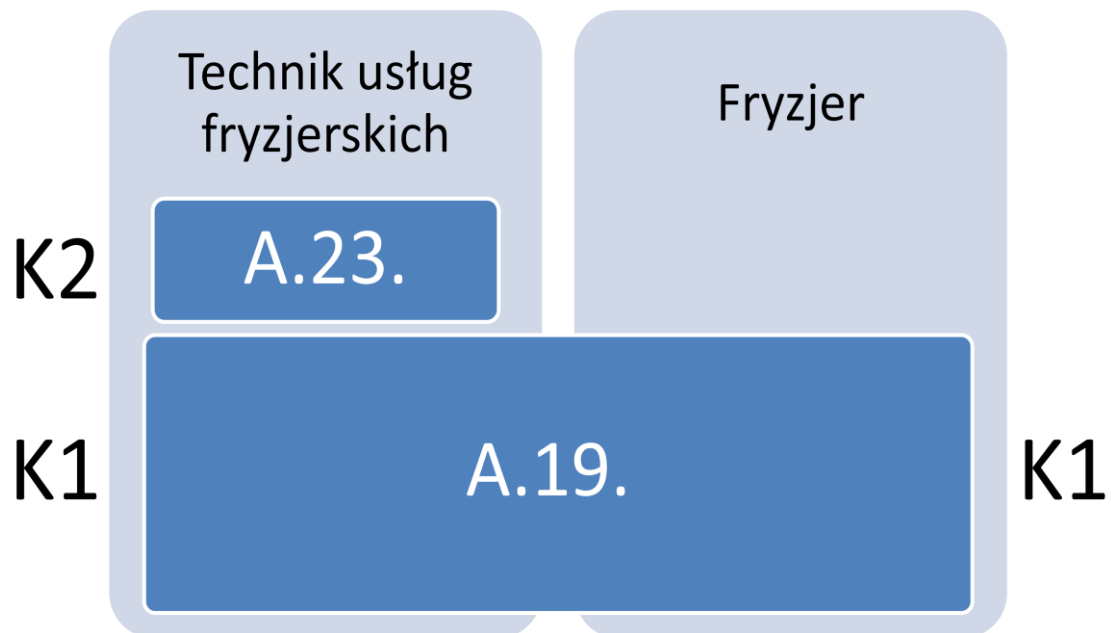 Technik usług
fryzjerskich
Fryzjer
K2
A.23.
K1
A.19.
K1